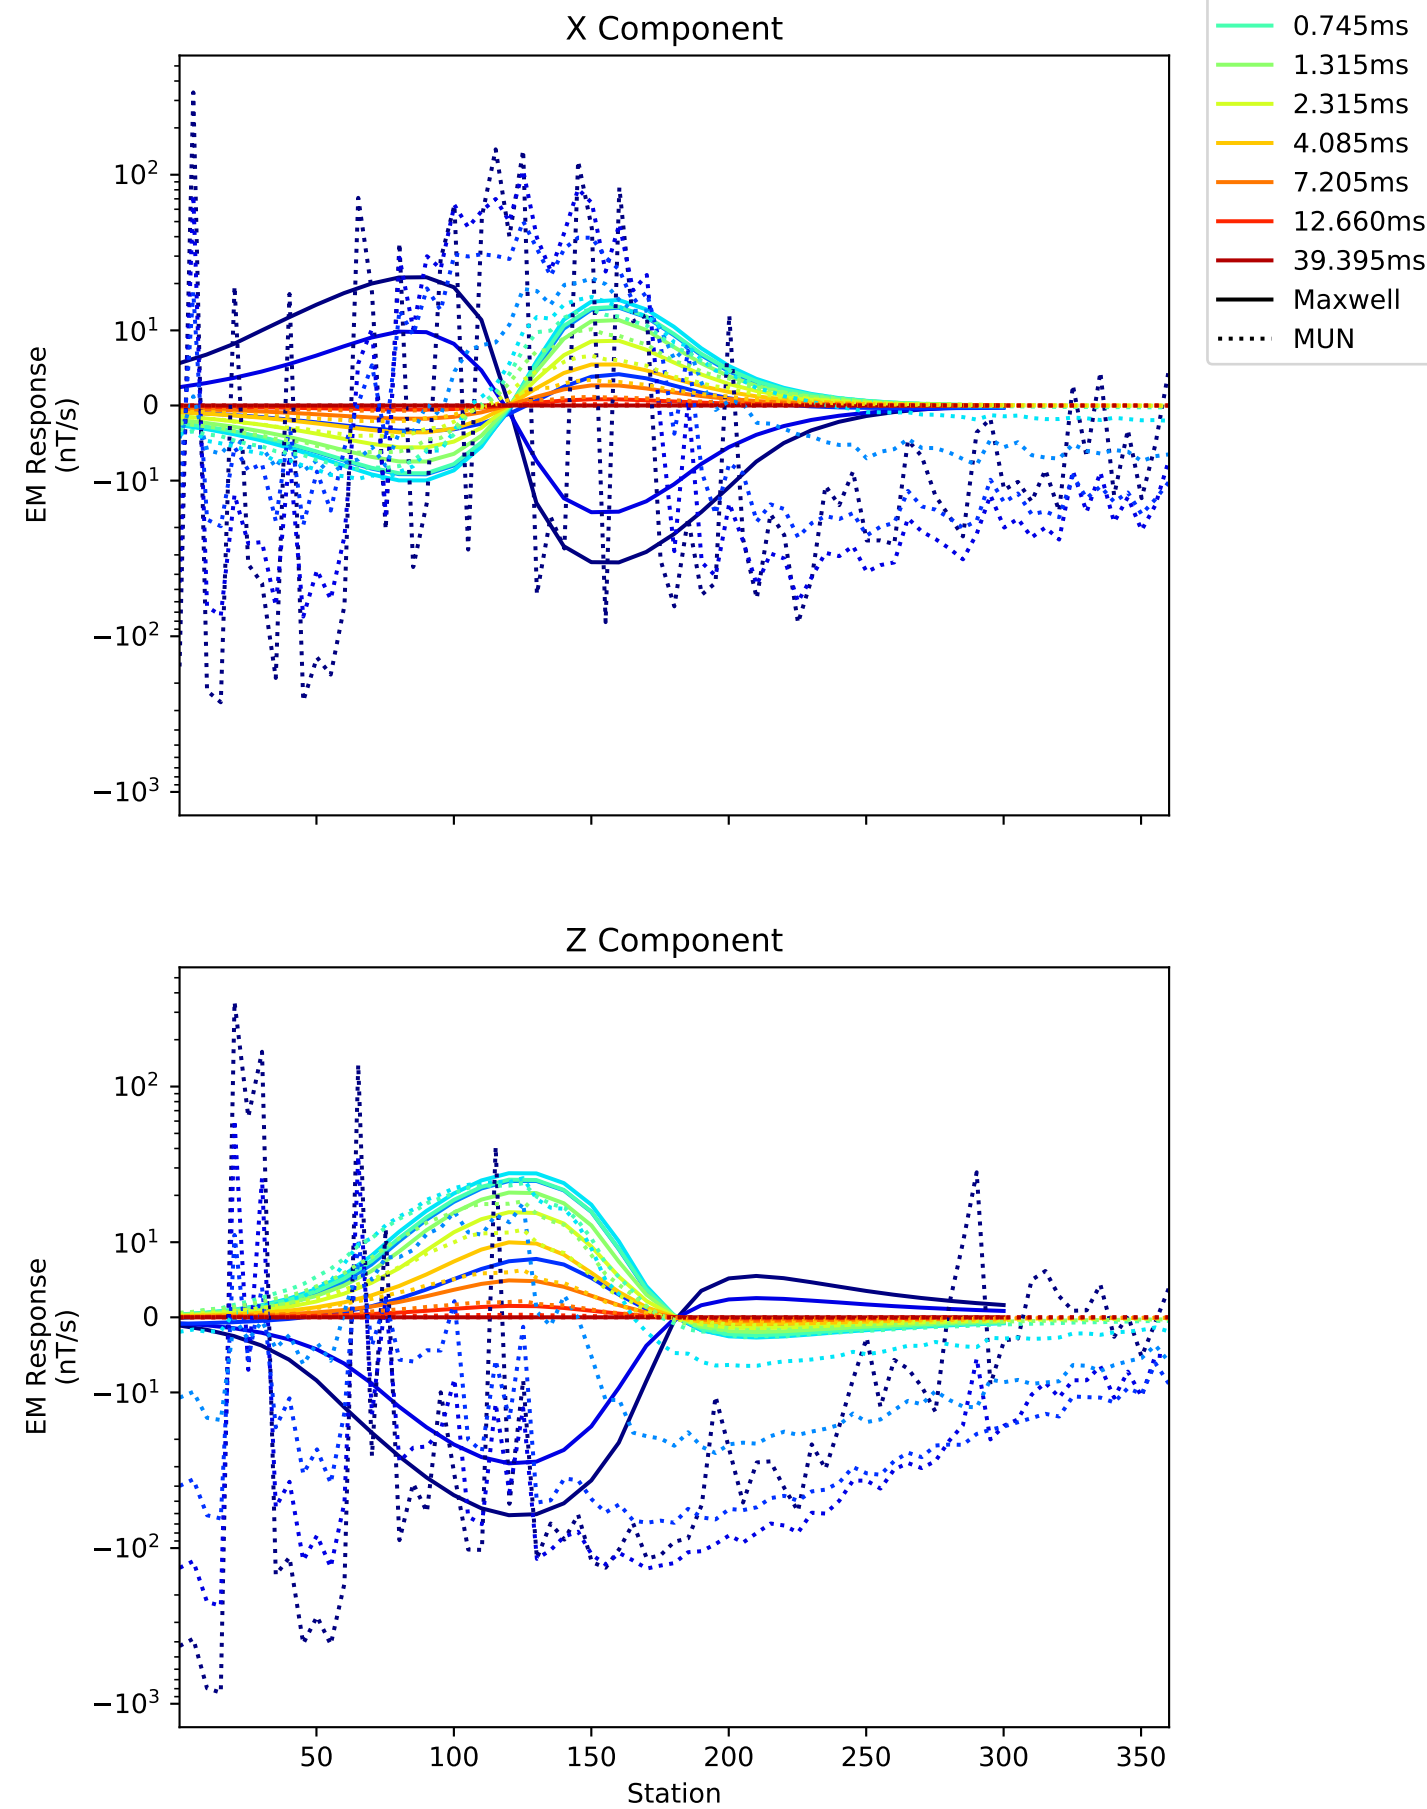 X Component
0.745ms
1.315ms
2.315ms
4.085ms
7.205ms
12.660ms
39.395ms
Maxwell
MUN
10²
10¹
0
−10¹
−10²
−10³
EM Response
(nT/s)
Z Component
10²
10¹
0
−10¹
−10²
−10³
EM Response
(nT/s)
50 100 150 200 250 300 350
Station